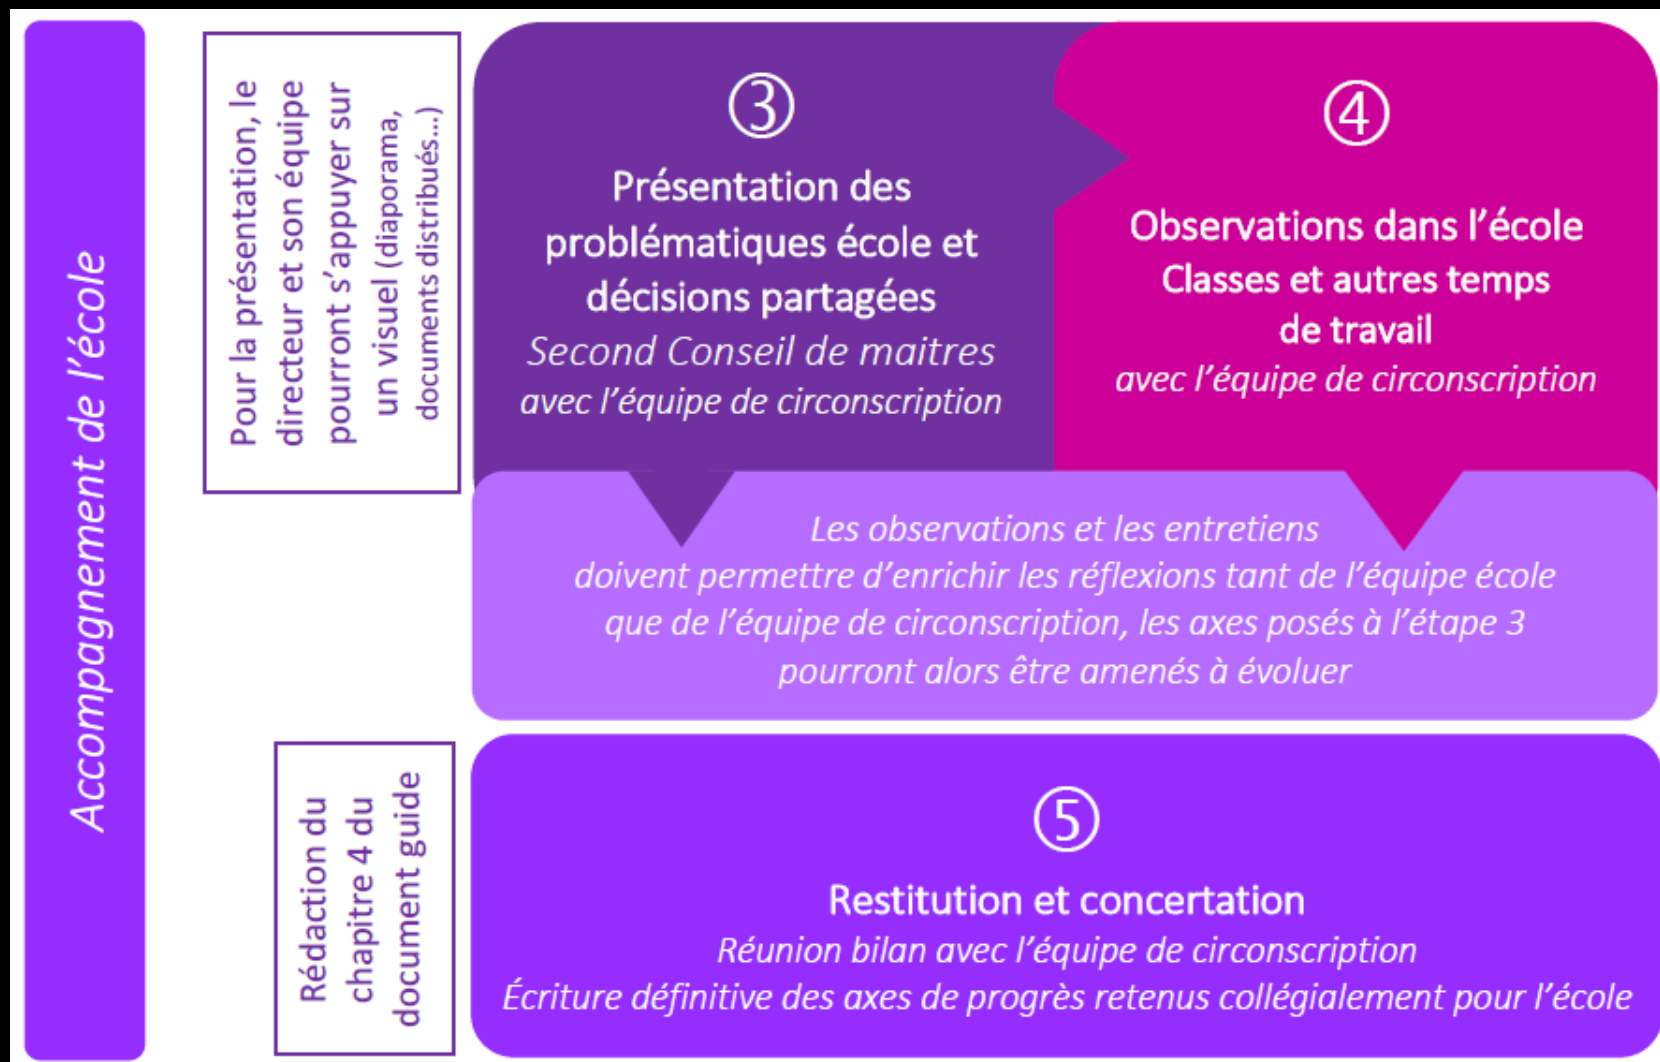 Accompagnement de l'école
Pour la présentation, le
directeur et son équipe
pourront s'appuyer sur
un visuel (diaporama,
documents distribués...)
③
Présentation des
problématiques école et
décisions partagées
Second Conseil de maitres
avec l'équipe de circonscription
④
Observations dans l'école
Classes et autres temps
de travail
avec l'équipe de circonscription
Les observations et les entretiens
doivent permettre d'enrichir les réflexions tant de l'équipe école
que de l'équipe de circonscription, les axes posés à l'étape 3
pourront alors être amenés à évoluer
Rédaction du
chapitre 4 du
document guide
⑤
Restitution et concertation
Réunion bilan avec l'équipe de circonscription
Écriture définitive des axes de progrès retenus collégialement pour l'école